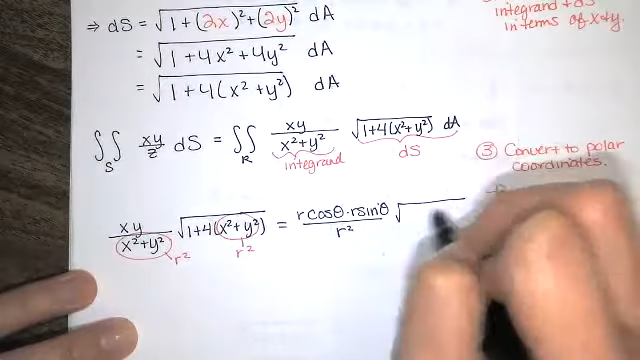 ⇒ dS = √(1 + (2x)² + (2y)²) dA
= √(1 + 4x² + 4y²) dA
= √(1 + 4(x² + y²)) dA
integrand + dS
in terms of x & y.
∬_S xy/z dS = ∬_R xy/(x² + y²) √(1 + 4(x² + y²)) dA
integrand dS
③ Convert to polar
coordinates.
xy/(x² + y²) √(1 + 4(x² + y²)) = r cosθ · r sinθ/r² √
r² r²